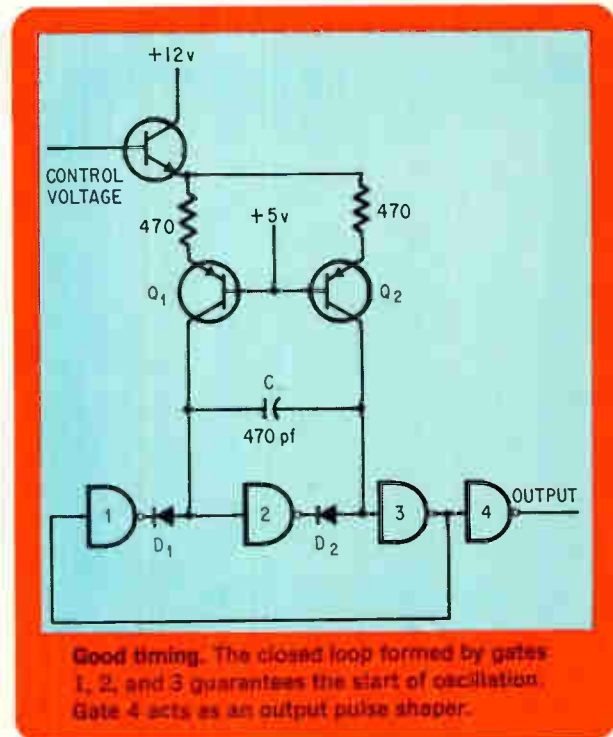 +12v
CONTROL
VOLTAGE
470
+5v
470
Q1
Q2
C
470 pf
1
D1
2
D2
3
4
OUTPUT
Good timing. The closed loop formed by gates
1, 2, and 3 guarantees the start of oscillation.
Gate 4 acts as an output pulse shaper.